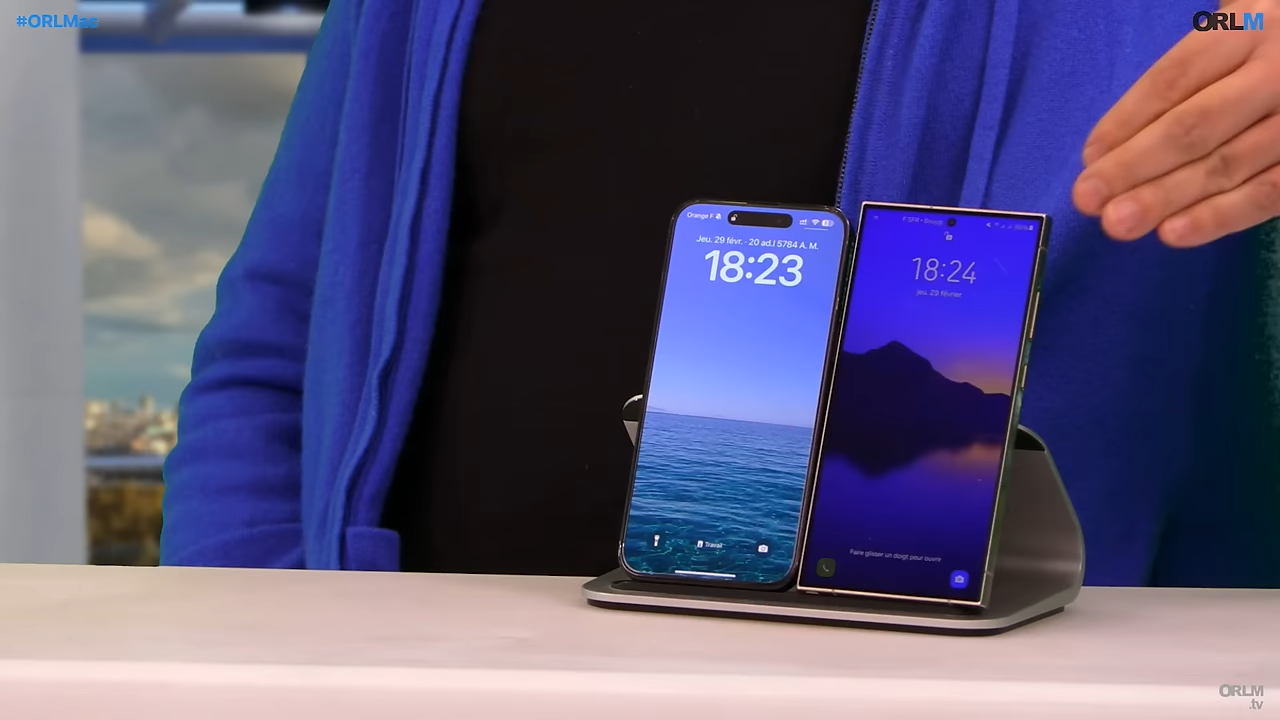 #ORLMac
ORLM
Orange F
Jeu. 29 févr. · 20 ad.I 5784 A. M.
18:23
Travail
18:24
jeu. 29 février
Faire glisser un doigt pour ouvrir
ORLM
.tv